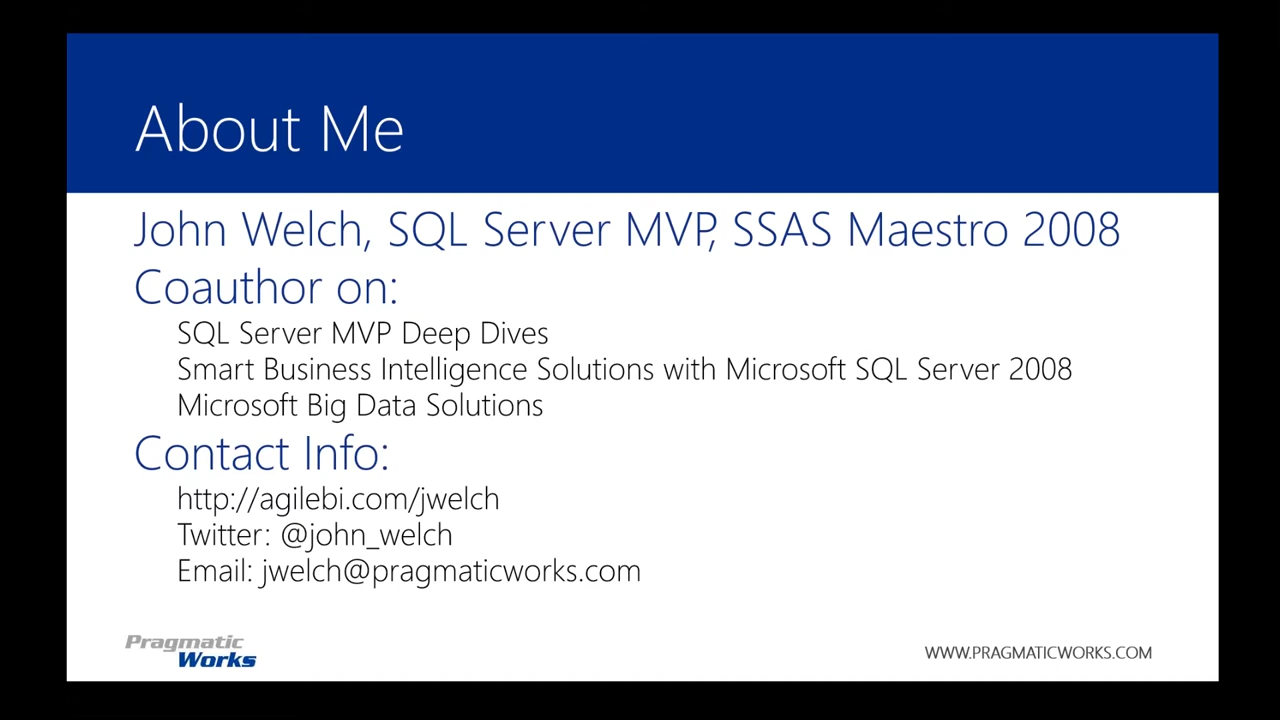 About Me
John Welch, SQL Server MVP, SSAS Maestro 2008
Coauthor on:
SQL Server MVP Deep Dives
Smart Business Intelligence Solutions with Microsoft SQL Server 2008
Microsoft Big Data Solutions
Contact Info:
http://agilebi.com/jwelch
Twitter: @john_welch
Email: jwelch@pragmaticworks.com
Pragmatic
Works
WWW.PRAGMATICWORKS.COM